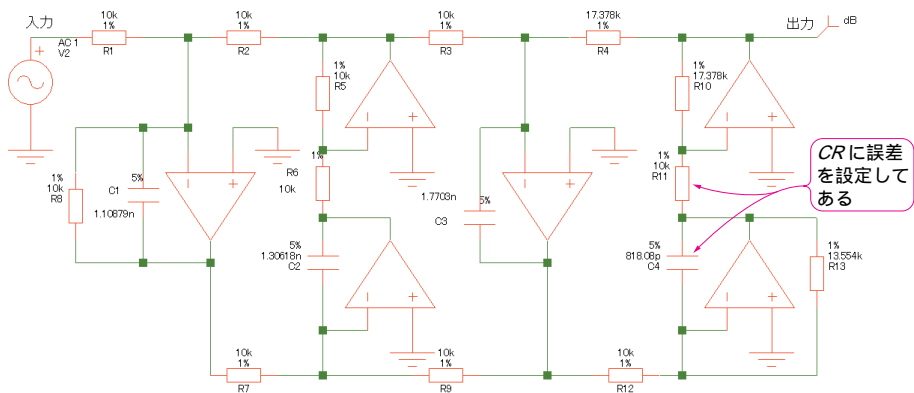 入力
AC 1
V2
10k
1%
R1
10k
1%
R2
10k
1%
R3
17.378k
1%
R4
出力
dB
1%
10k
R5
1%
17.378k
R10
1%
10k
R8
C1
5%
1.10879n
1%
R6
10k
1.7703n
5%
C3
1%
10k
R11
CRに誤差
を設定して
ある
5%
1.30618n
C2
5%
818.08p
C4
1%
13.554k
R13
10k
1%
R7
10k
1%
R9
10k
1%
R12